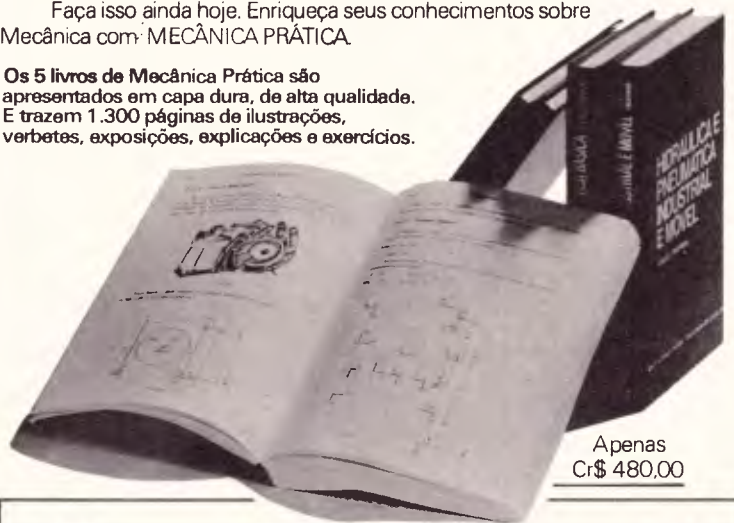 Faça isso ainda hoje. Enriqueça seus conhecimentos sobre
Mecânica com MECÂNICA PRÁTICA.
Os 5 livros de Mecânica Prática são
apresentados em capa dura, de alta qualidade.
E trazem 1.300 páginas de ilustrações,
verbetes, exposições, explicações e exercícios.
HIDRÁULICA E
PNEUMÁTICA
INDUSTRIAL
E MÓVEL
Apenas
Cr$ 480,00